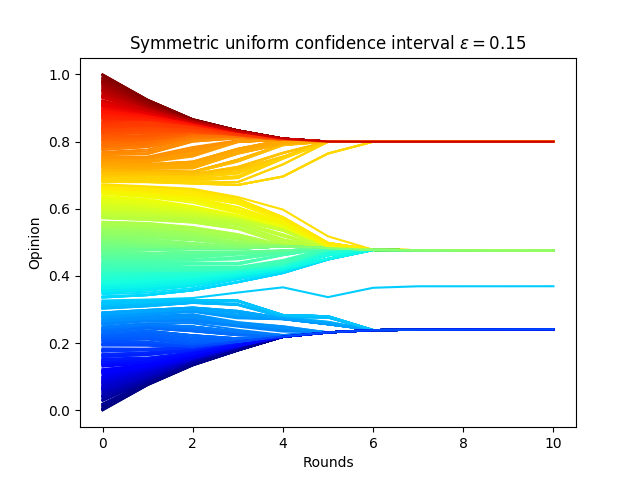 Symmetric uniform confidence interval ε = 0.15
1.0
0.8
0.6
0.4
0.2
0.0
Opinion
0 2 4 6 8 10
Rounds